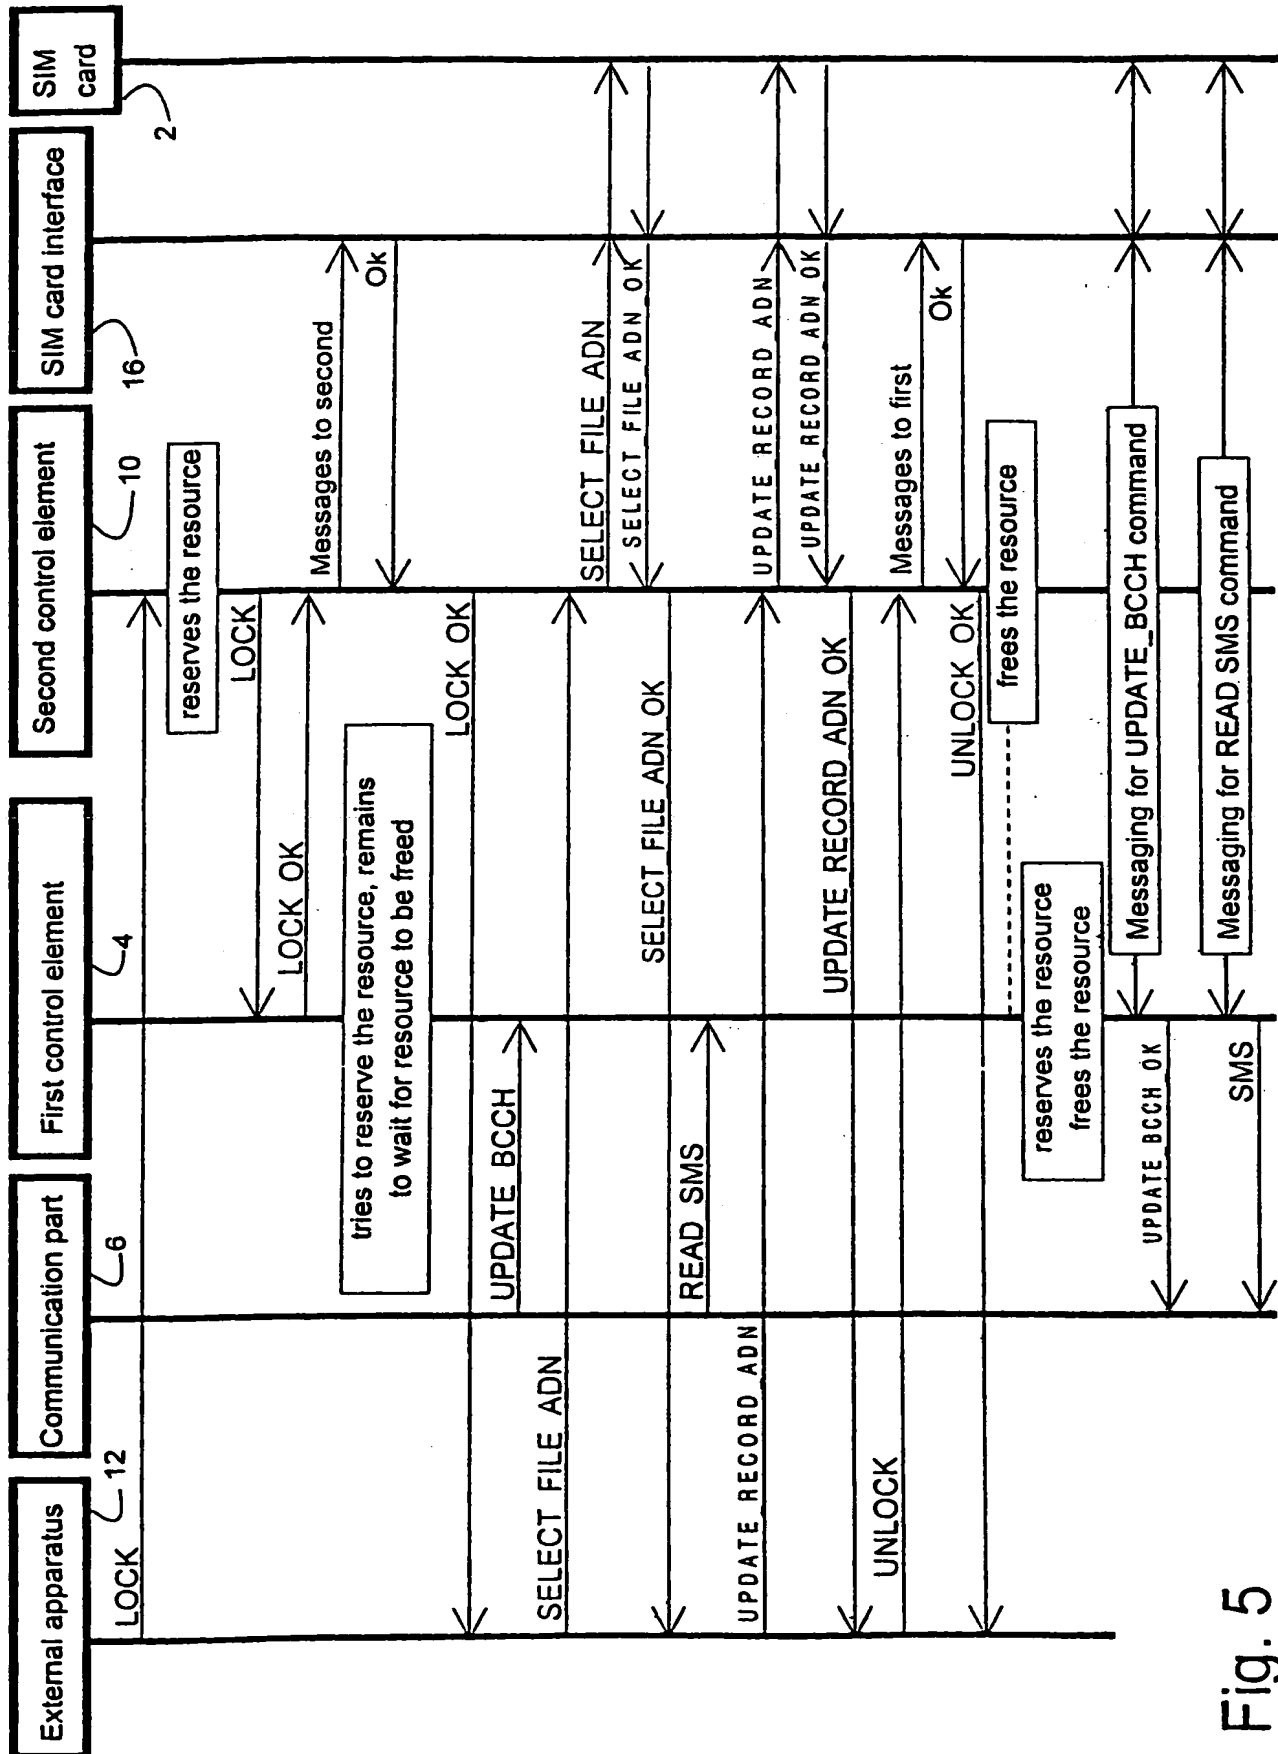 External apparatus
Communication part
First control element
Second control element
SIM card interface
SIM
card
12
6
4
10
16
2
LOCK
reserves the resource
LOCK
LOCK OK
Messages to second
Ok
tries to reserve the resource, remains
to wait for resource to be freed
LOCK OK
UPDATE BCCH
SELECT FILE ADN
SELECT FILE ADN
SELECT FILE ADN OK
SELECT FILE ADN OK
READ SMS
UPDATE RECORD ADN
UPDATE RECORD ADN
UPDATE RECORD ADN OK
UPDATE RECORD ADN OK
UNLOCK
Messages to first
Ok
UNLOCK OK
frees the resource
reserves the resource
frees the resource
Messaging for UPDATE_BCCH command
UPDATE BCCH OK
Messaging for READ SMS command
SMS
Fig. 5